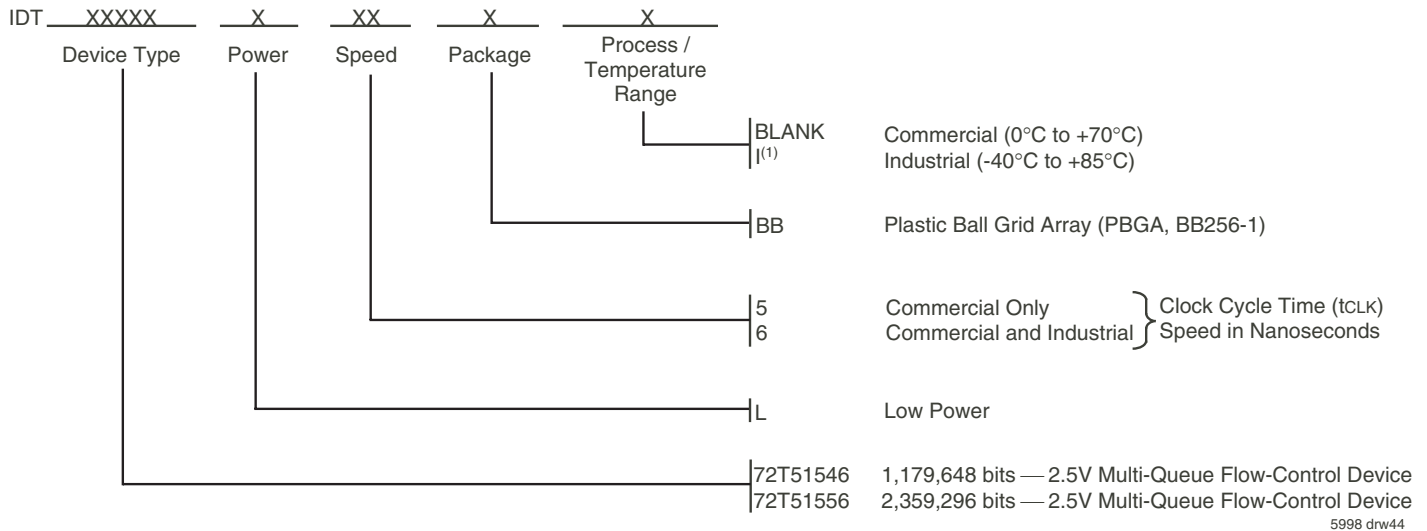 IDT XXXXX X XX X X
Device Type Power Speed Package Process /
Temperature
Range
BLANK Commercial (0°C to +70°C)
I(1) Industrial (-40°C to +85°C)
BB Plastic Ball Grid Array (PBGA, BB256-1)
5 Commercial Only Clock Cycle Time (tCLK)
6 Commercial and Industrial Speed in Nanoseconds
L Low Power
72T51546 1,179,648 bits — 2.5V Multi-Queue Flow-Control Device
72T51556 2,359,296 bits — 2.5V Multi-Queue Flow-Control Device
5998 drw44